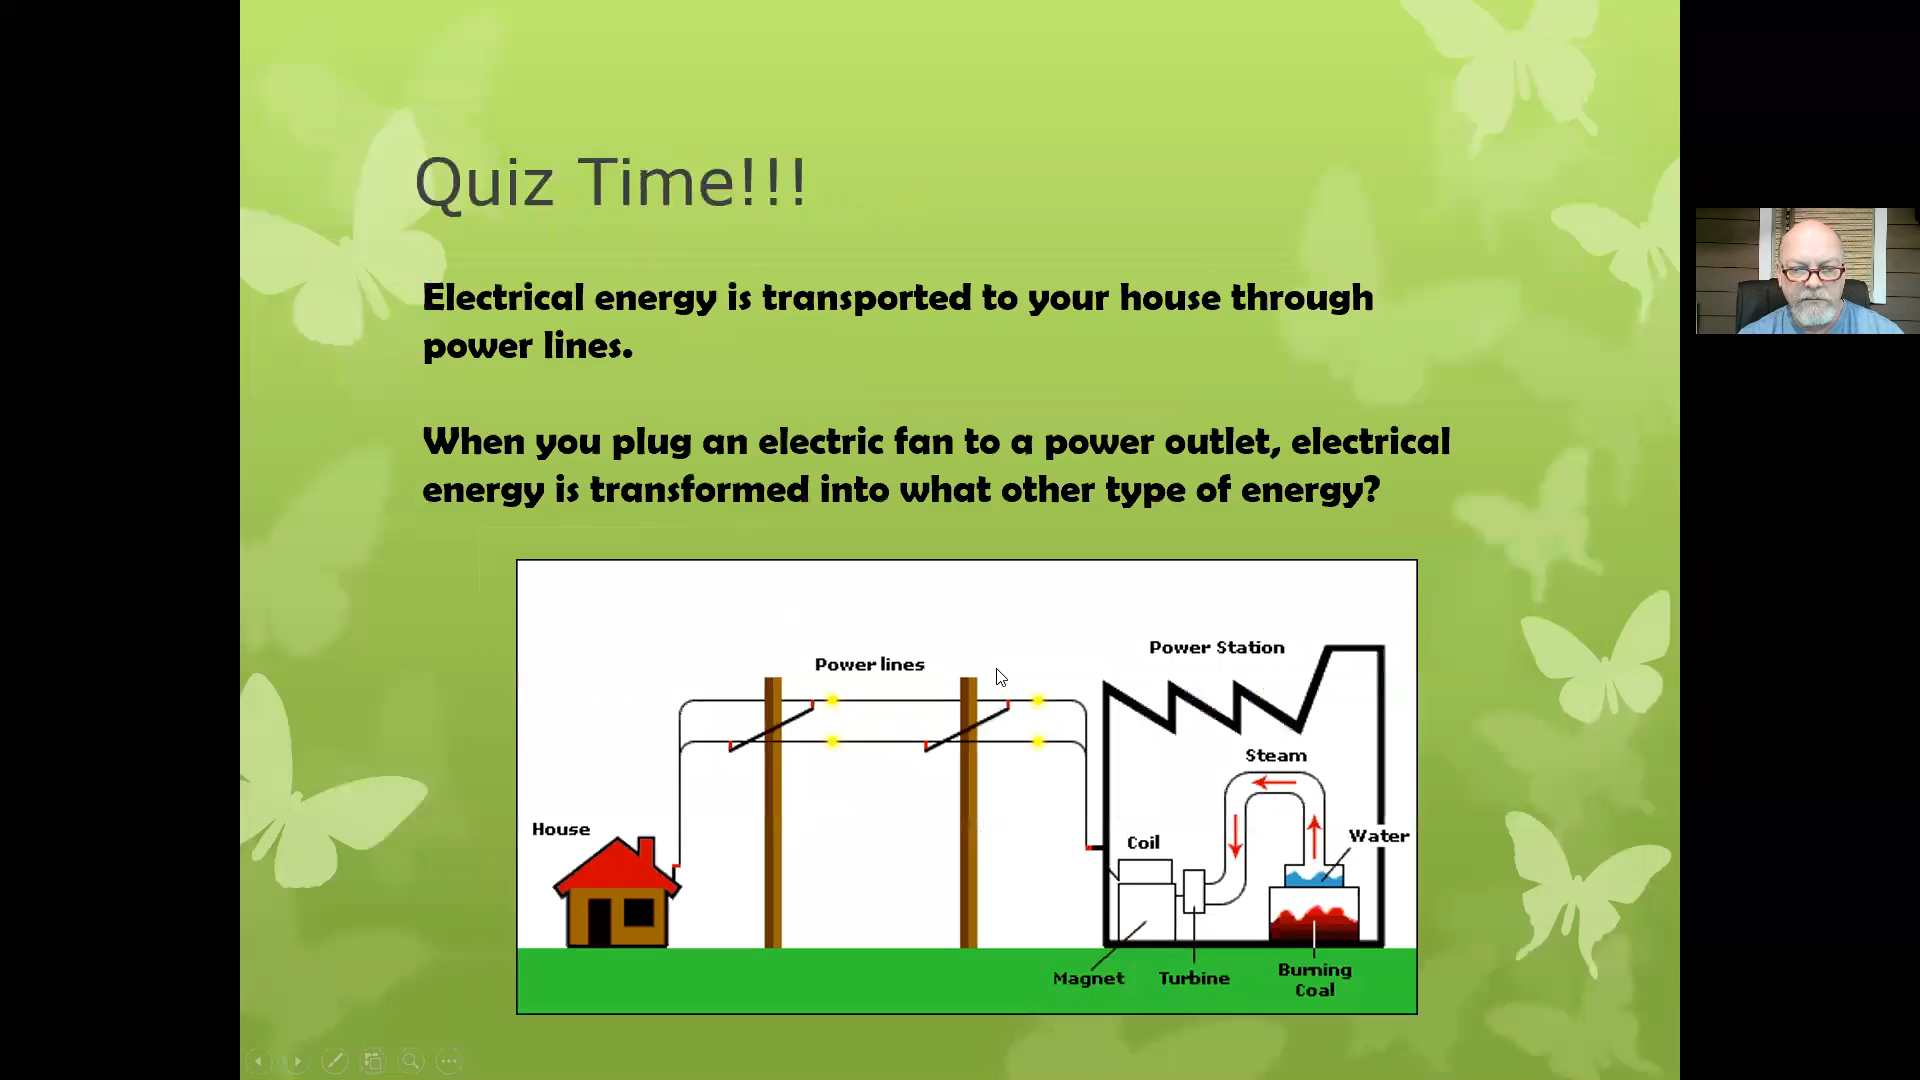 Quiz Time!!!
Electrical energy is transported to your house through
power lines.
When you plug an electric fan to a power outlet, electrical
energy is transformed into what other type of energy?
Power Station
Power lines
Steam
House
Water
Coil
Magnet
Turbine
Burning
Coal